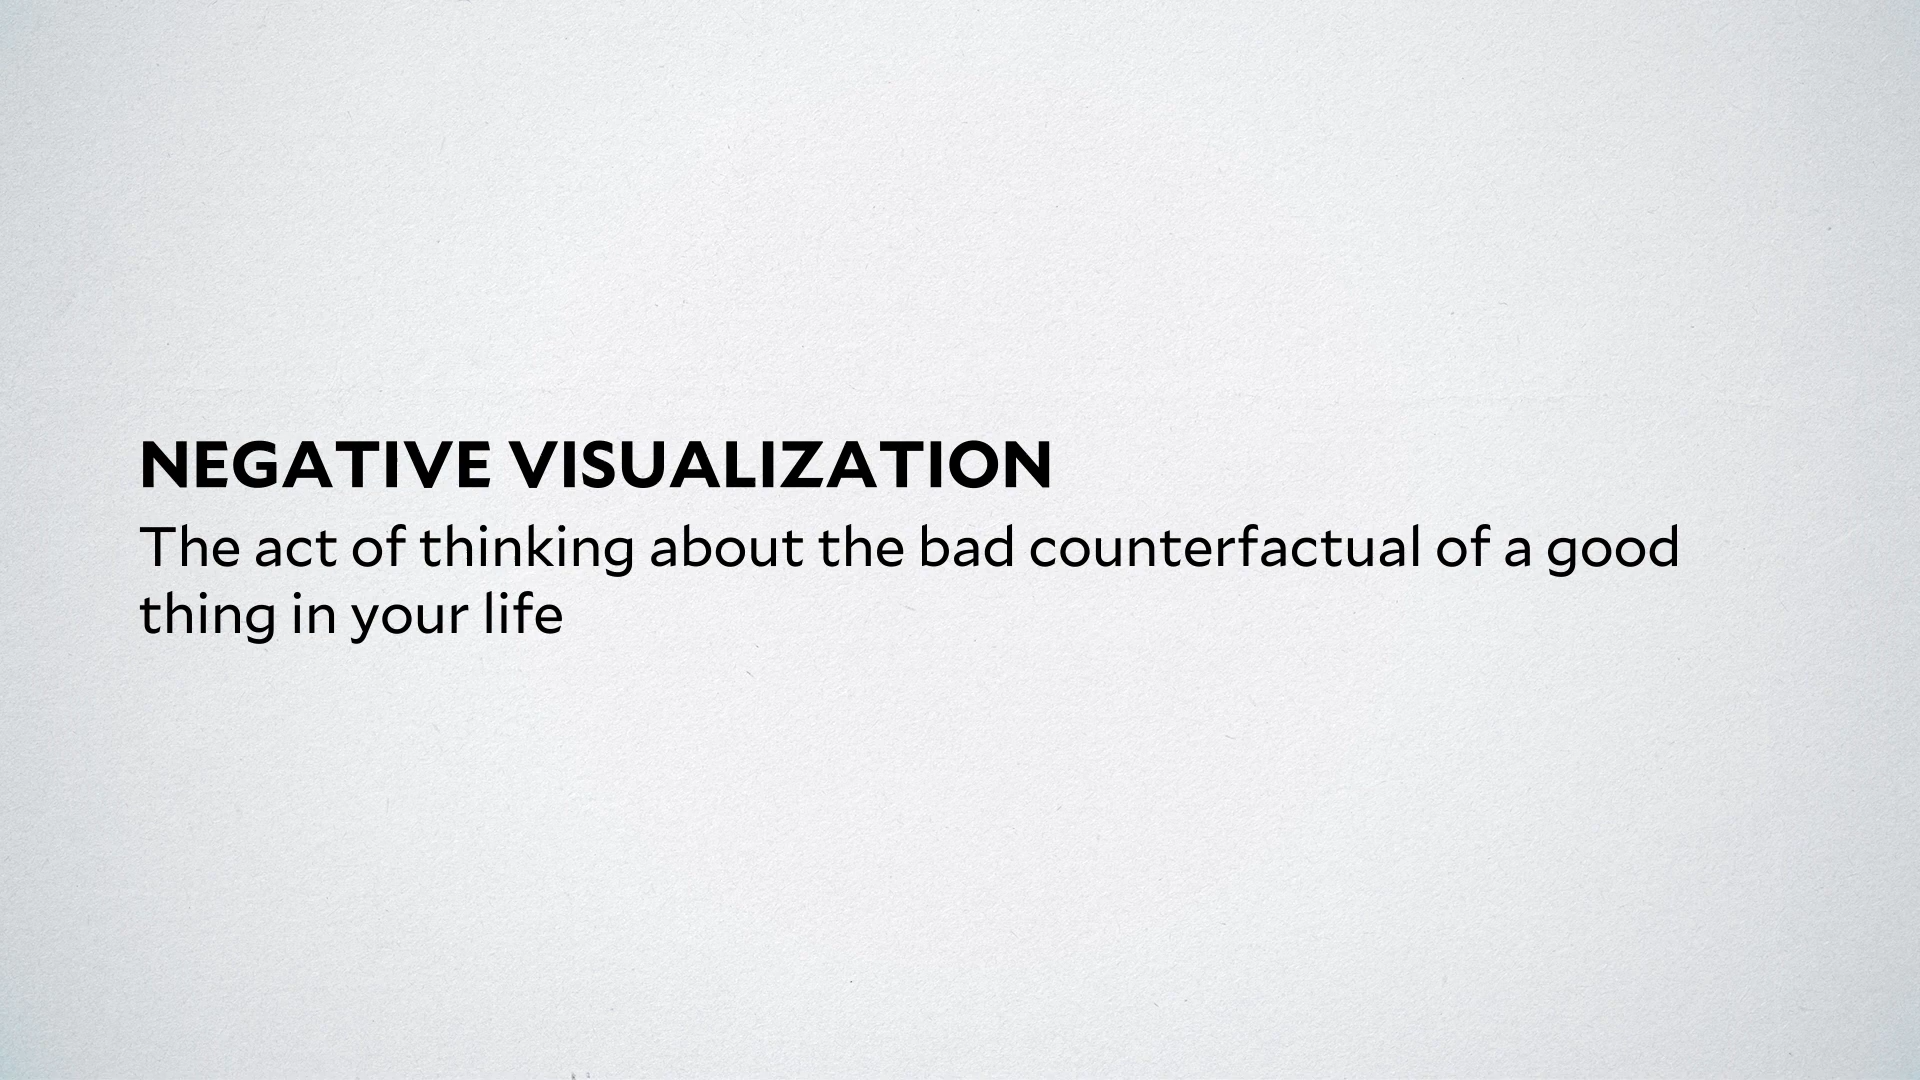 NEGATIVE VISUALIZATION
The act of thinking about the bad counterfactual of a good
thing in your life